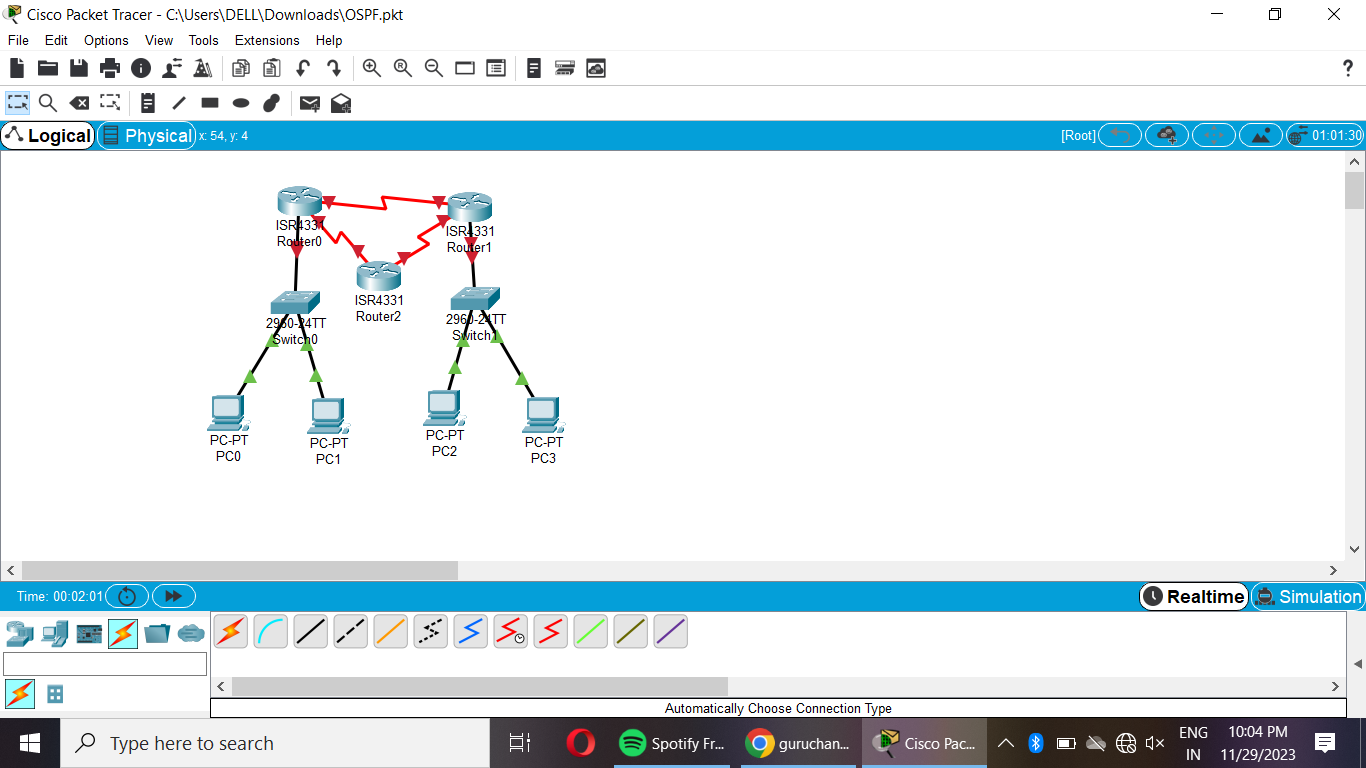 Cisco Packet Tracer - C:\Users\DELL\Downloads\OSPF.pkt
File Edit Options View Tools Extensions Help
?
Logical Physical x: 54, y: 4 [Root] 01:01:30
ISR4331
Router0
ISR4331
Router1
ISR4331
Router2
2960-24TT
Switch0
2960-24TT
Switch1
PC-PT
PC0
PC-PT
PC1
PC-PT
PC2
PC-PT
PC3
Time: 00:02:01 Realtime Simulation
Automatically Choose Connection Type
Type here to search
Spotify Fr...
guruchan...
Cisco Pac...
ENG
IN
10:04 PM
11/29/2023